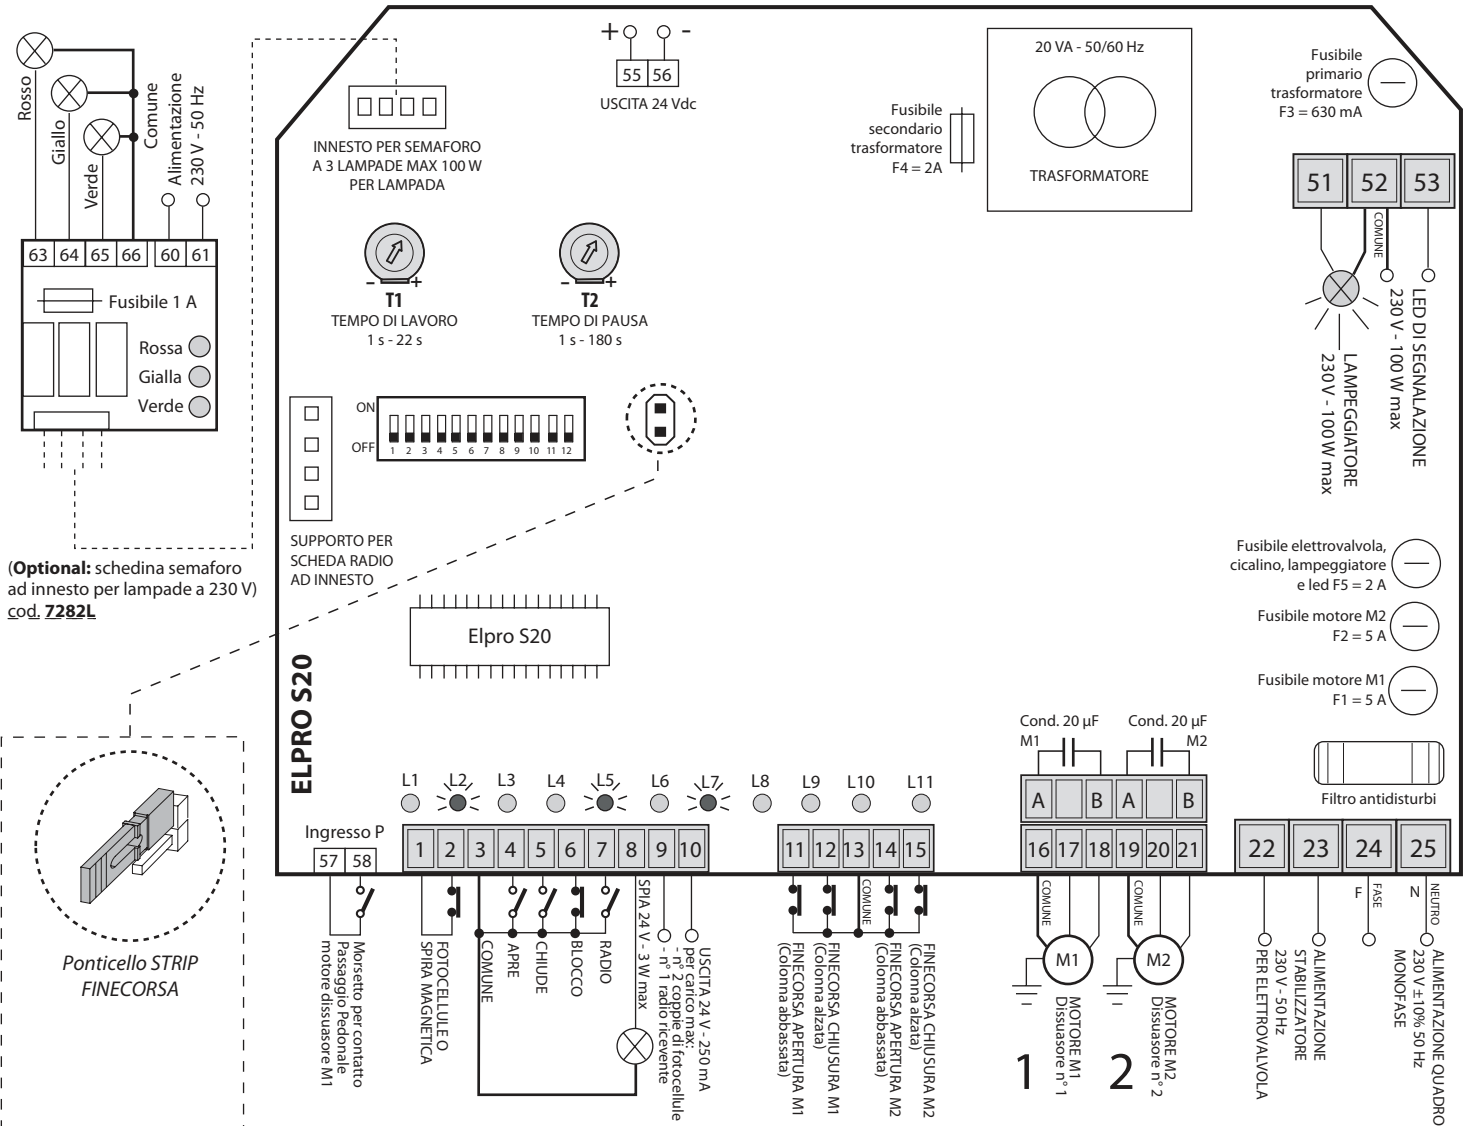 Rosso
Giallo
Verde
Comune
Alimentazione
230 V - 50 Hz
63 64 65 66 60 61
Fusibile 1 A
Rossa
Gialla
Verde
(Optional: schedina semaforo
ad innesto per lampade a 230 V)
cod. 7282L
INNESTO PER SEMAFORO
A 3 LAMPADE MAX 100 W
PER LAMPADA
+ -
55 56
USCITA 24 Vdc
20 VA - 50/60 Hz
TRASFORMATORE
Fusibile
secondario
trasformatore
F4 = 2A
Fusibile
primario
trasformatore
F3 = 630 mA
51 52 53
COMUNE
LAMPEGGIATORE
230 V - 100 W max
LED DI SEGNALAZIONE
230 V - 100 W max
- +
T1
TEMPO DI LAVORO
1 s - 22 s
- +
T2
TEMPO DI PAUSA
1 s - 180 s
ON
OFF
1 2 3 4 5 6 7 8 9 10 11 12
SUPPORTO PER
SCHEDA RADIO
AD INNESTO
Elpro S20
ELPRO S20
Fusibile elettrovalvola,
cicalino, lampeggiatore
e led F5 = 2 A
Fusibile motore M2
F2 = 5 A
Fusibile motore M1
F1 = 5 A
Filtro antidisturbi
Cond. 20 µF
M1
Cond. 20 µF
M2
A B A B
L1 L2 L3 L4 L5 L6 L7 L8 L9 L10 L11
Ingresso P
57 58
1 2 3 4 5 6 7 8 9 10
11 12 13 14 15
16 17 18 19 20 21
22 23 24 25
Ponticello STRIP
FINECORSA
Morsetto per contatto
Passaggio Pedonale
motore dissuasore M1
FOTOCELLULE O
SPIRA MAGNETICA
COMUNE
APRE
CHIUDE
BLOCCO
RADIO
SPIA 24 V - 3 W max
USCITA 24 V - 250 mA
per carico max:
- n° 2 coppie di fotocellule
- n° 1 radio ricevente
FINECORSA APERTURA M1
(Colonna abbassata)
FINECORSA CHIUSURA M1
(Colonna alzata)
COMUNE
FINECORSA APERTURA M2
(Colonna abbassata)
FINECORSA CHIUSURA M2
(Colonna alzata)
COMUNE
M1
1
MOTORE M1
Dissuasore n° 1
COMUNE
M2
2
MOTORE M2
Dissuasore n° 2
PER ELETTROVALVOLA
230 V - 50 Hz
ALIMENTAZIONE
STABILIZZATORE
F
FASE
N
NEUTRO
ALIMENTAZIONE QUADRO
230 V ±10% 50 Hz
MONOFASE